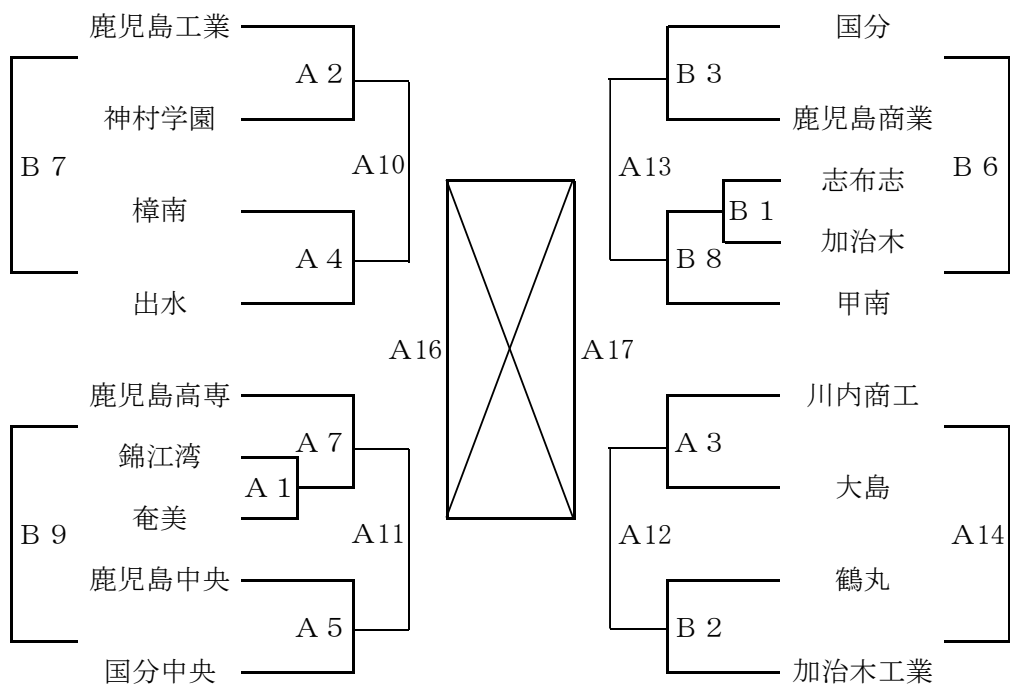 鹿児島工業
Ａ２
神村学園
Ｂ７
Ａ10
樟南
Ａ４
出水
Ａ16
鹿児島高専
Ａ７
錦江湾
Ａ１
奄美
Ｂ９
Ａ11
鹿児島中央
Ａ５
国分中央
国分
Ｂ３
鹿児島商業
Ａ13
Ｂ６
志布志
Ｂ１
加治木
Ｂ８
甲南
Ａ17
川内商工
Ａ３
大島
Ａ12
Ａ14
鶴丸
Ｂ２
加治木工業